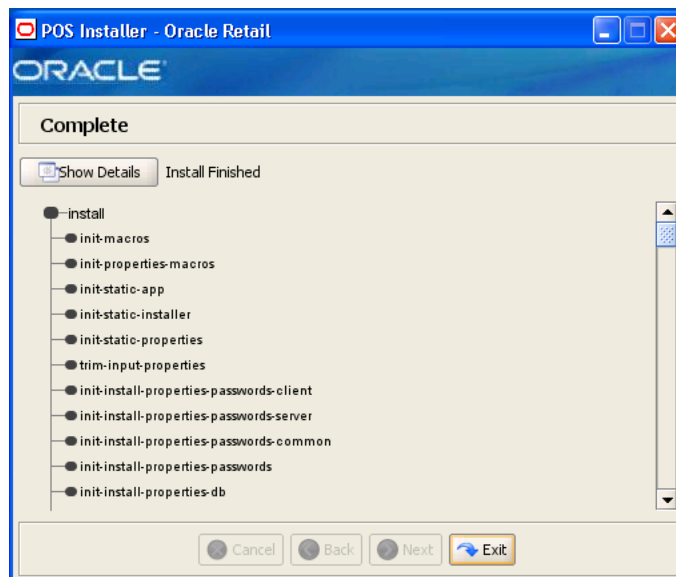 POS Installer - Oracle Retail
ORACLE
Complete
Show Details Install Finished
install
init-macros
init-properties-macros
init-static-app
init-static-installer
init-static-properties
trim-input-properties
init-install-properties-passwords-client
init-install-properties-passwords-server
init-install-properties-passwords-common
init-install-properties-passwords
init-install-properties-db
Cancel Back Next Exit